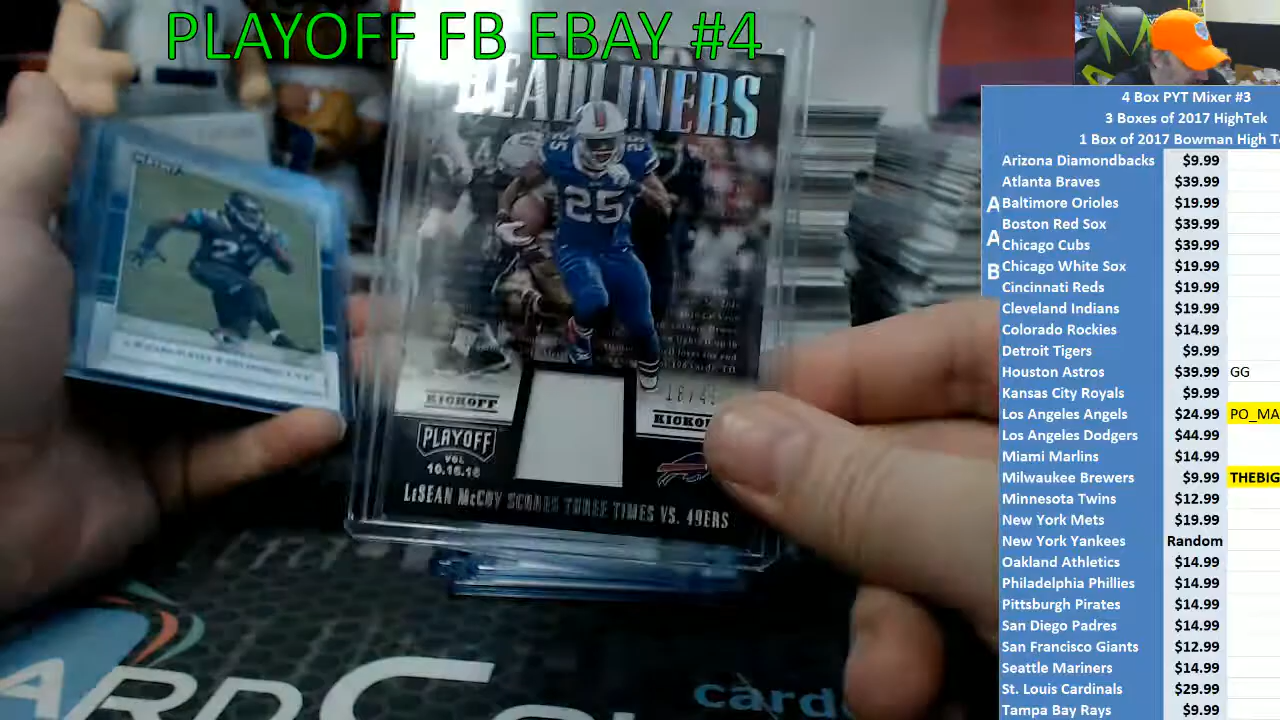 PLAYOFF FB EBAY #4
HEADLINERS
25
KICKOFF
PLAYOFF
VOL
10.16.16
LeSEAN McCOY SCORES THREE TIMES VS. 49ERS
4 Box PYT Mixer #3
3 Boxes of 2017 HighTek
1 Box of 2017 Bowman High T
Arizona Diamondbacks $9.99
Atlanta Braves $39.99
A Baltimore Orioles $19.99
Boston Red Sox $39.99
A Chicago Cubs $39.99
B Chicago White Sox $19.99
Cincinnati Reds $19.99
Cleveland Indians $19.99
Colorado Rockies $14.99
Detroit Tigers $9.99
Houston Astros $39.99 GG
Kansas City Royals $9.99
Los Angeles Angels $24.99 PO_MA
Los Angeles Dodgers $44.99
Miami Marlins $14.99
Milwaukee Brewers $9.99 THEBIG
Minnesota Twins $12.99
New York Mets $19.99
New York Yankees Random
Oakland Athletics $14.99
Philadelphia Phillies $14.99
Pittsburgh Pirates $14.99
San Diego Padres $14.99
San Francisco Giants $12.99
Seattle Mariners $14.99
St. Louis Cardinals $29.99
Tampa Bay Rays $9.99
card